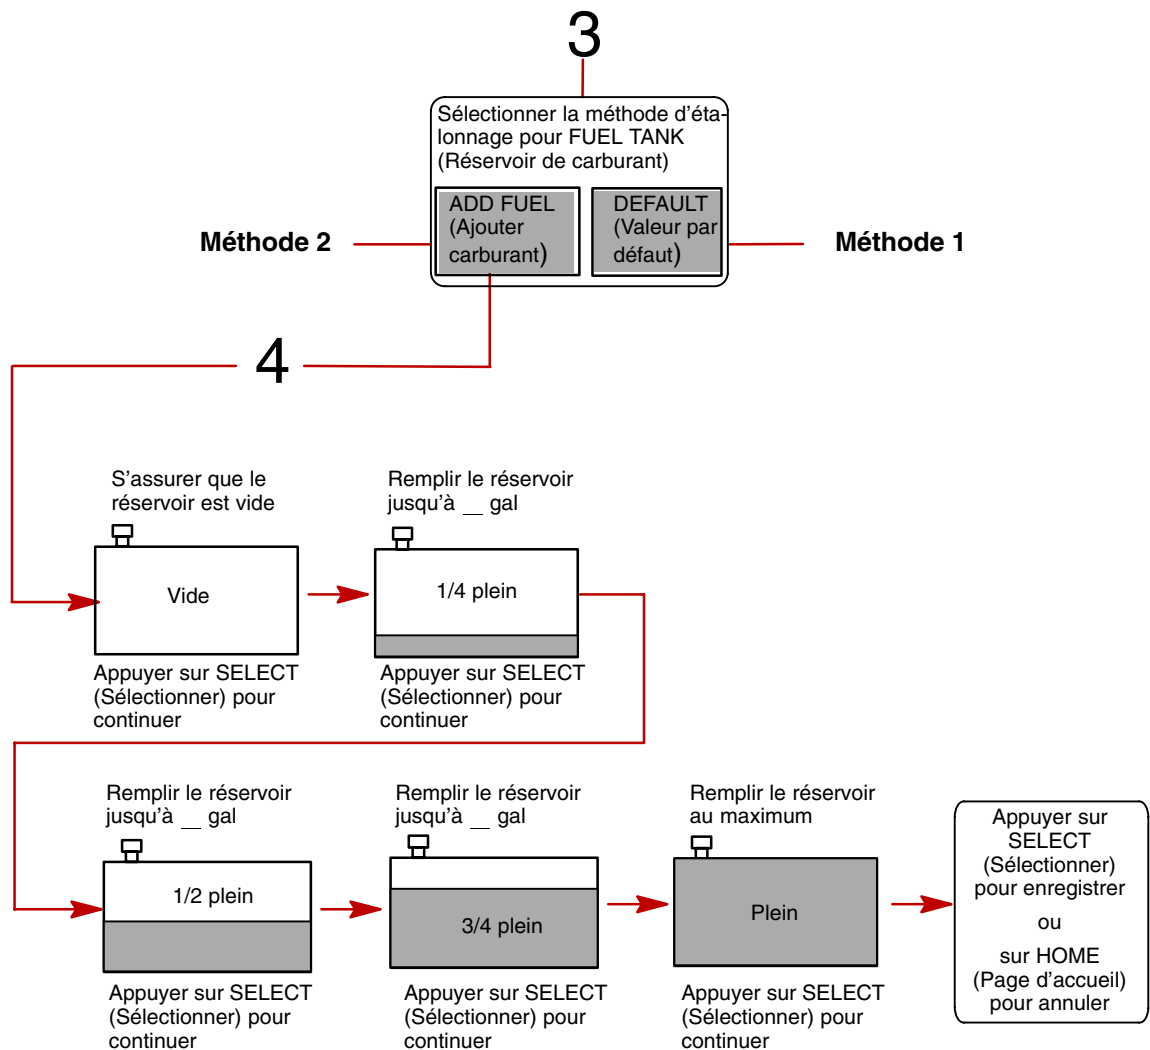 3
Sélectionner la méthode d'éta-
lonnage pour FUEL TANK
(Réservoir de carburant)
ADD FUEL
(Ajouter
carburant)
DEFAULT
(Valeur par
défaut)
Méthode 2
Méthode 1
4
S'assurer que le
réservoir est vide
Vide
Appuyer sur SELECT
(Sélectionner) pour
continuer
Remplir le réservoir
jusqu'à __ gal
1/4 plein
Appuyer sur SELECT
(Sélectionner) pour
continuer
Remplir le réservoir
jusqu'à __ gal
1/2 plein
Appuyer sur SELECT
(Sélectionner) pour
continuer
Remplir le réservoir
jusqu'à __ gal
3/4 plein
Appuyer sur SELECT
(Sélectionner) pour
continuer
Remplir le réservoir
au maximum
Plein
Appuyer sur SELECT
(Sélectionner) pour
continuer
Appuyer sur
SELECT
(Sélectionner)
pour enregistrer
ou
sur HOME
(Page d'accueil)
pour annuler